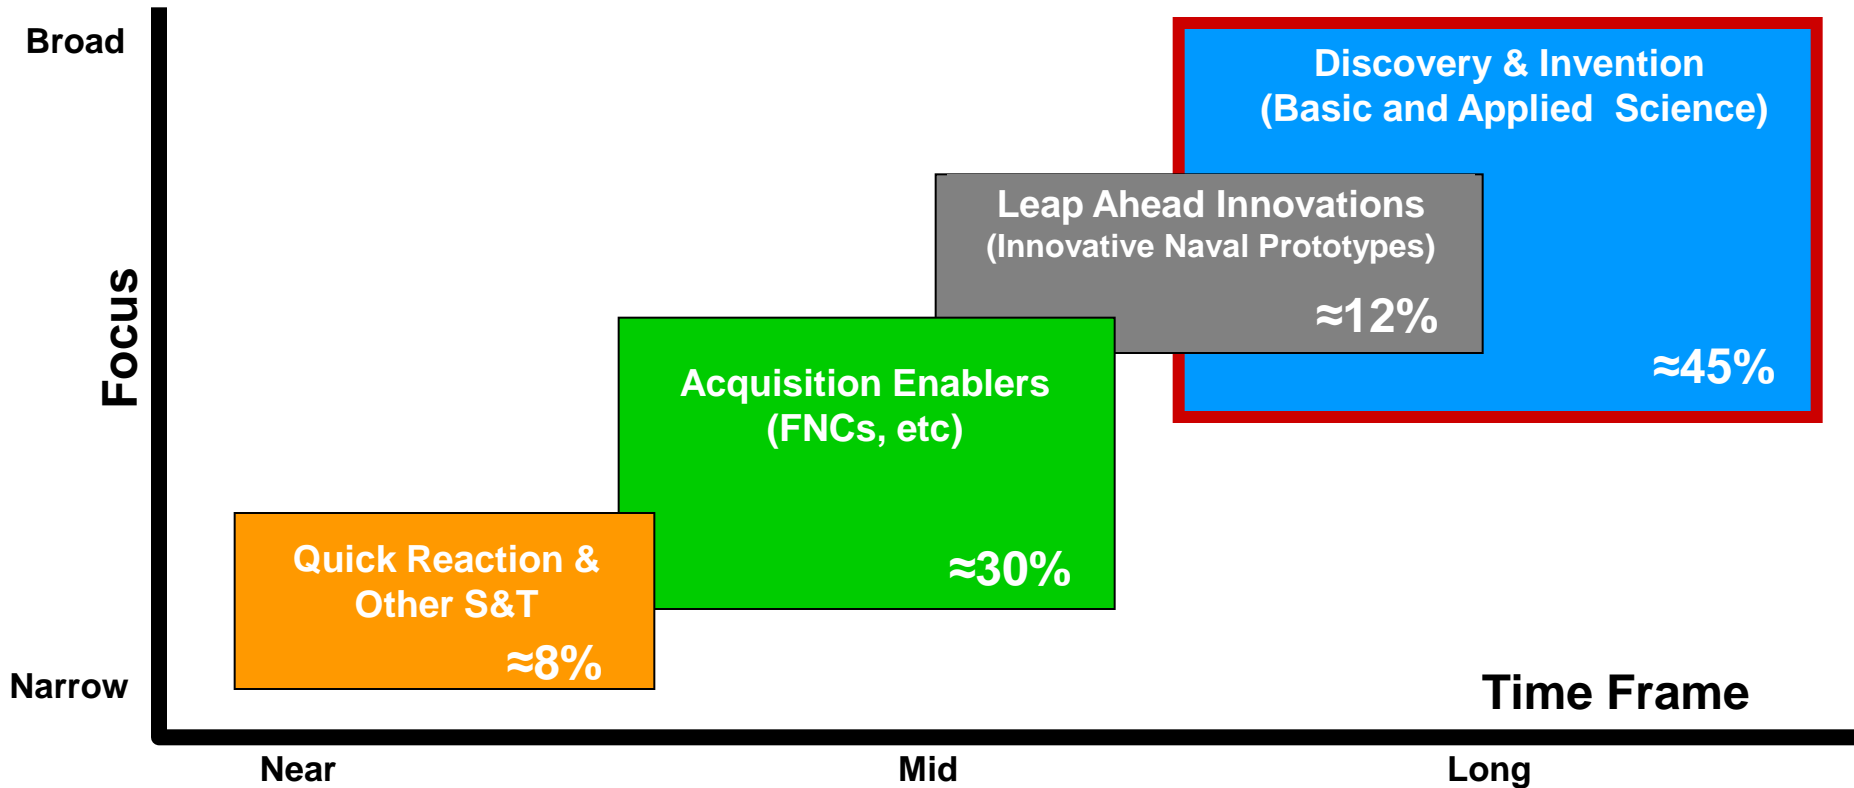 Broad
Discovery & Invention
(Basic and Applied Science)
Leap Ahead Innovations
(Innovative Naval Prototypes)
≈12%
≈45%
Focus
Acquisition Enablers
(FNCs, etc)
≈30%
Quick Reaction &
Other S&T
≈8%
Narrow
Time Frame
Near
Mid
Long